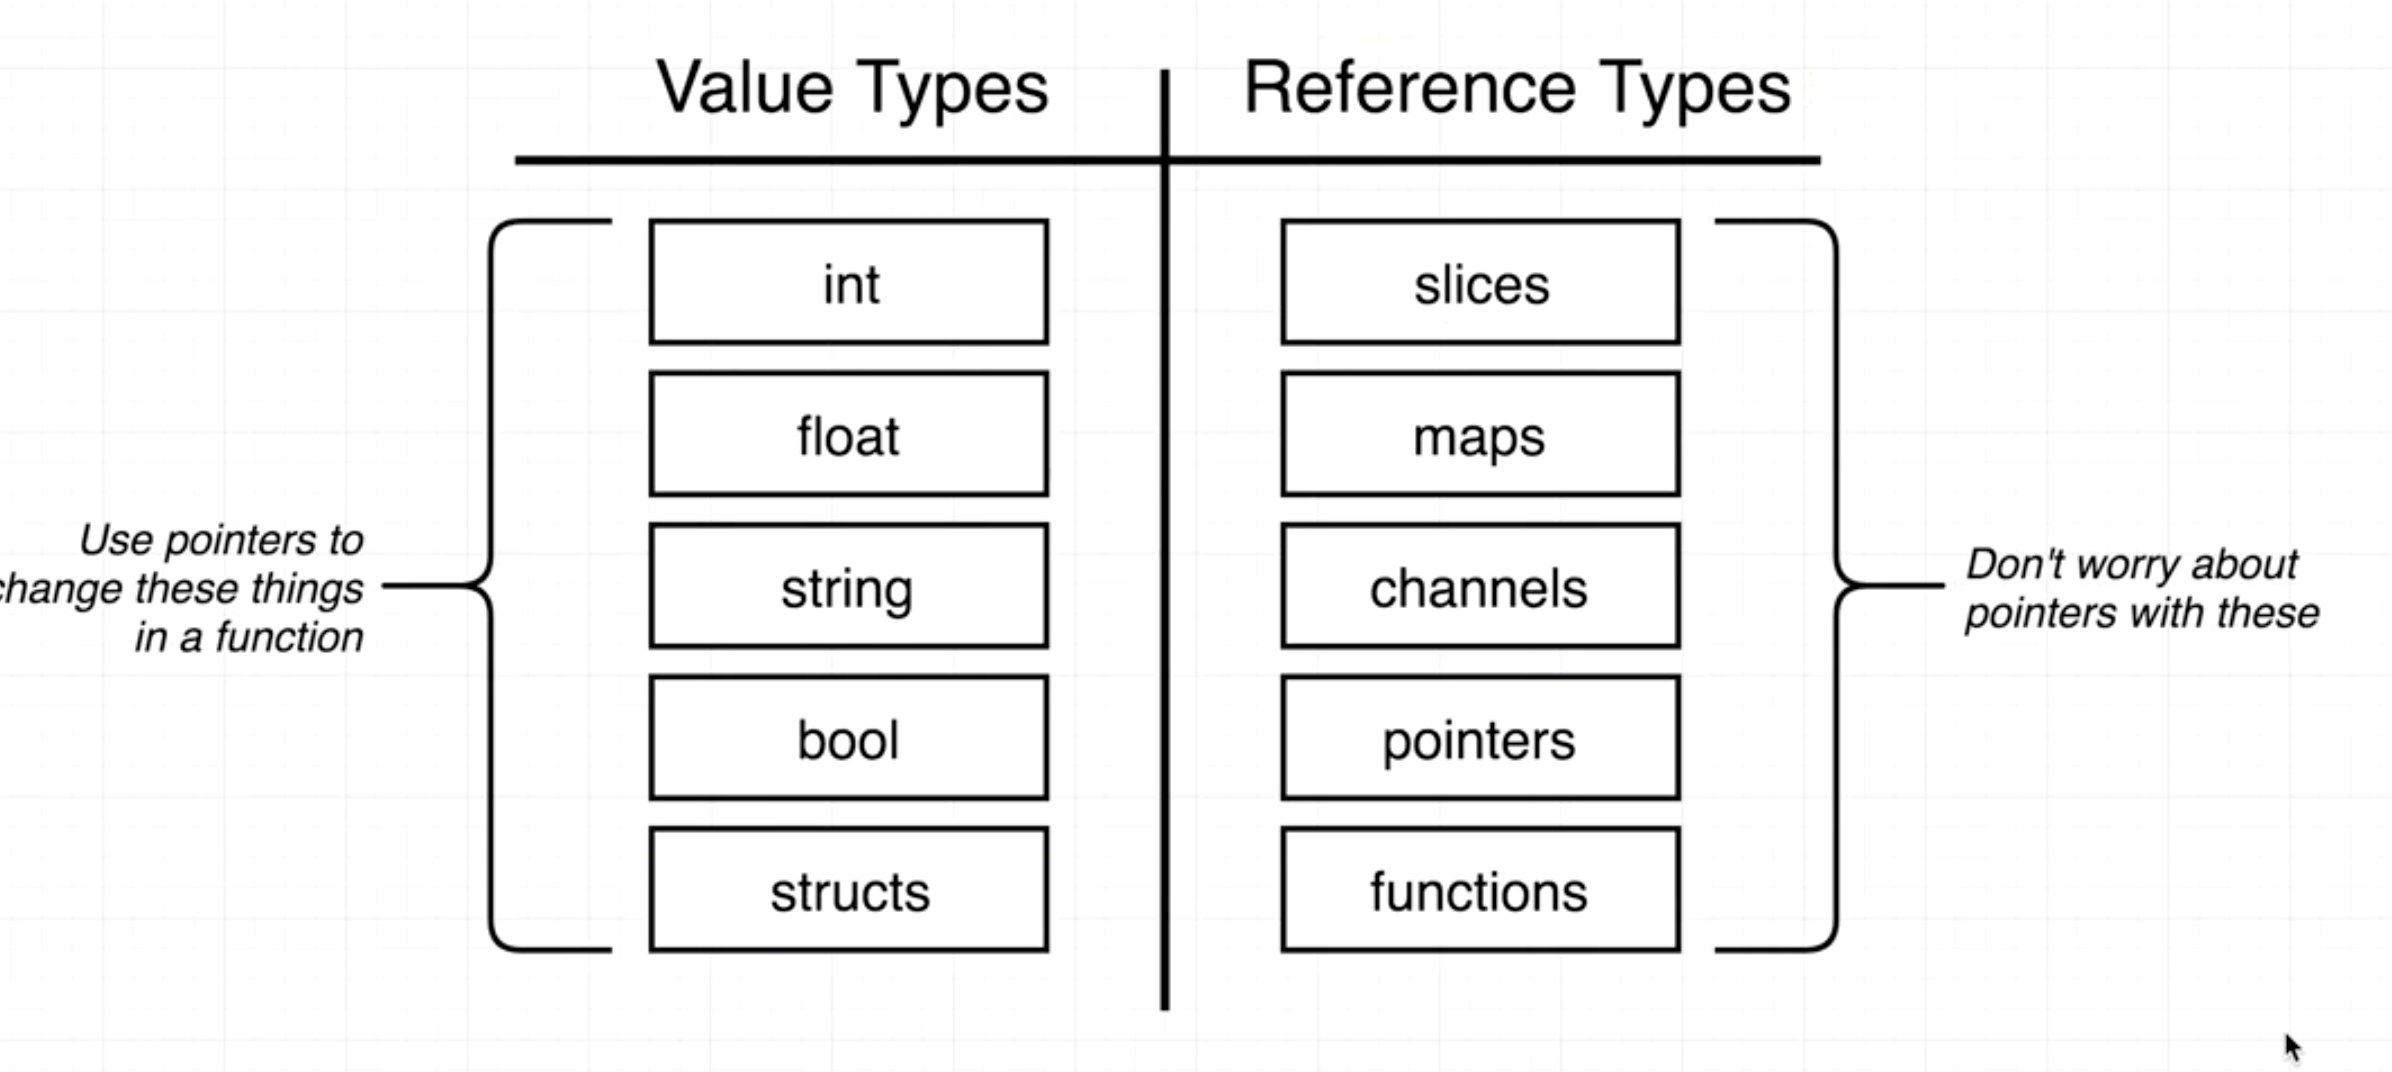 Value Types
Reference Types
int
slices
float
maps
string
channels
bool
pointers
structs
functions
Use pointers to
change these things
in a function
Don't worry about
pointers with these